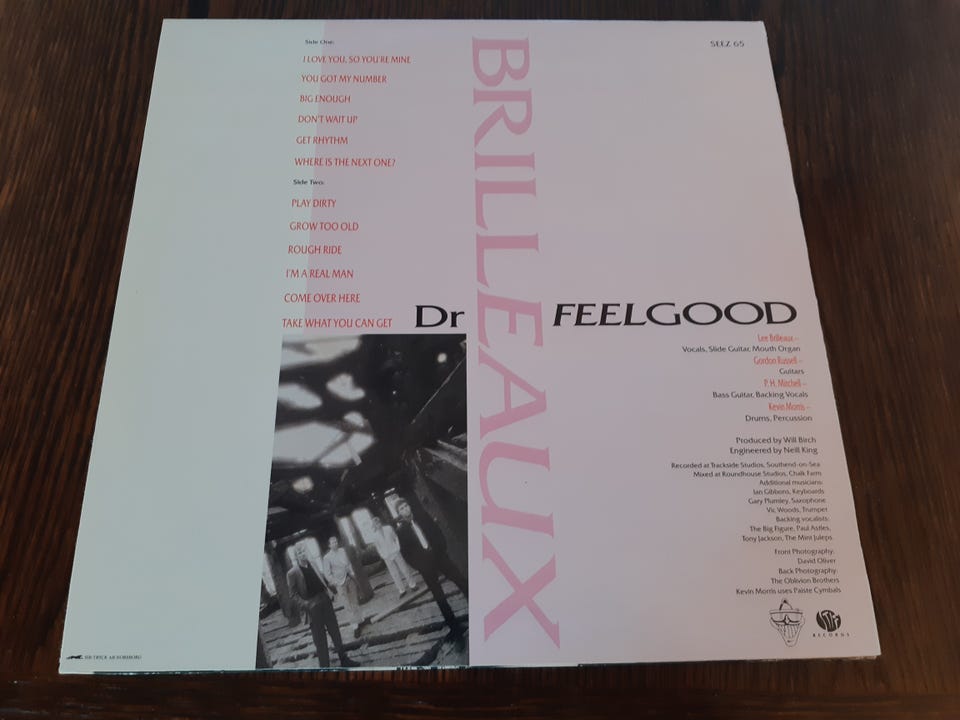 Side One:
I LOVE YOU, SO YOU'RE MINE
YOU GOT MY NUMBER
BIG ENOUGH
DON'T WAIT UP
GET RHYTHM
WHERE IS THE NEXT ONE?
Side Two:
PLAY DIRTY
GROW TOO OLD
ROUGH RIDE
I'M A REAL MAN
COME OVER HERE
TAKE WHAT YOU CAN GET
BRILLEAUX
SEEZ 65
Dr FEELGOOD
Lee Brilleaux –
Vocals, Slide Guitar, Mouth Organ
Gordon Russell –
Guitars
P. H. Mitchell –
Bass Guitar, Backing Vocals
Kevin Morris –
Drums, Percussion
Produced by Will Birch
Engineered by Neill King
Recorded at Trackside Studios, Southend-on-Sea
Mixed at Roundhouse Studios, Chalk Farm
Additional musicians:
Ian Gibbons, Keyboards
Gary Plumley, Saxophone
Vic Woods, Trumpet
Backing vocalists:
The Big Figure, Paul Astles,
Tony Jackson, The Mint Juleps
Front Photography:
David Oliver
Back Photography:
The Oblivion Brothers
Kevin Morris uses Paiste Cymbals
RECORDS